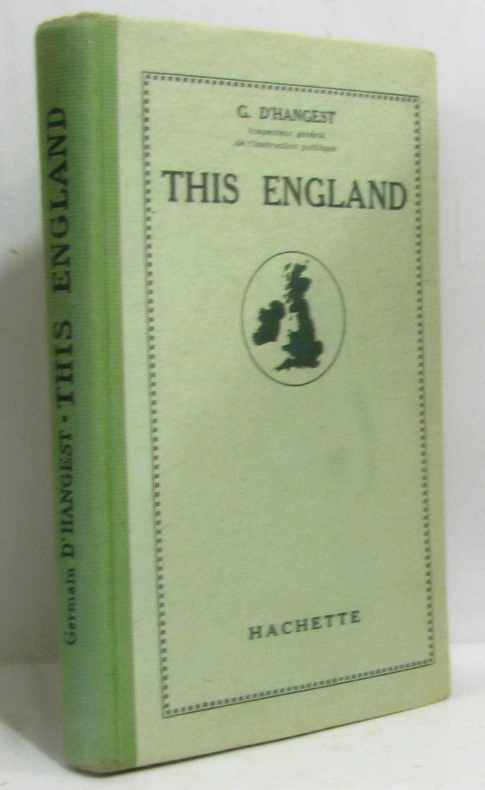 G. D'HANGEST
Inspecteur général
de l'Instruction publique
THIS ENGLAND
HACHETTE
Germain D'HANGEST • THIS ENGLAND